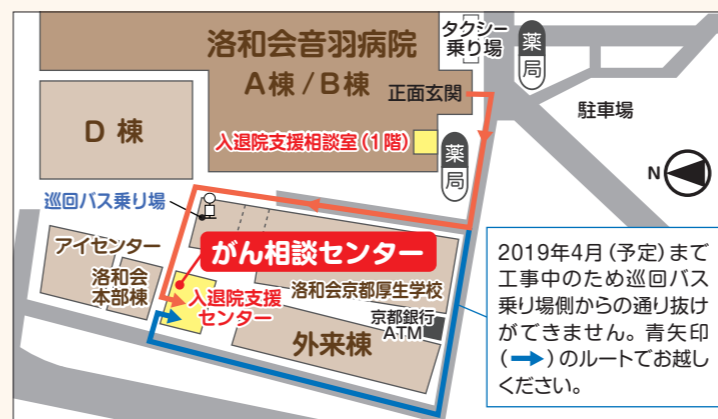 洛和会音羽病院
A棟/B棟
タクシー
乗り場
薬局
正面玄関
駐車場
D 棟
入退院支援相談室(1階)
薬局
N
巡回バス乗り場
アイセンター
がん相談センター
洛和会
本部棟
入退院支援
センター
洛和会京都厚生学校
京都銀行
ATM
外来棟
2019年4月(予定)まで
工事中のため巡回バス
乗り場側からの通り抜け
ができません。青矢印
(➡)のルートでお越し
ください。